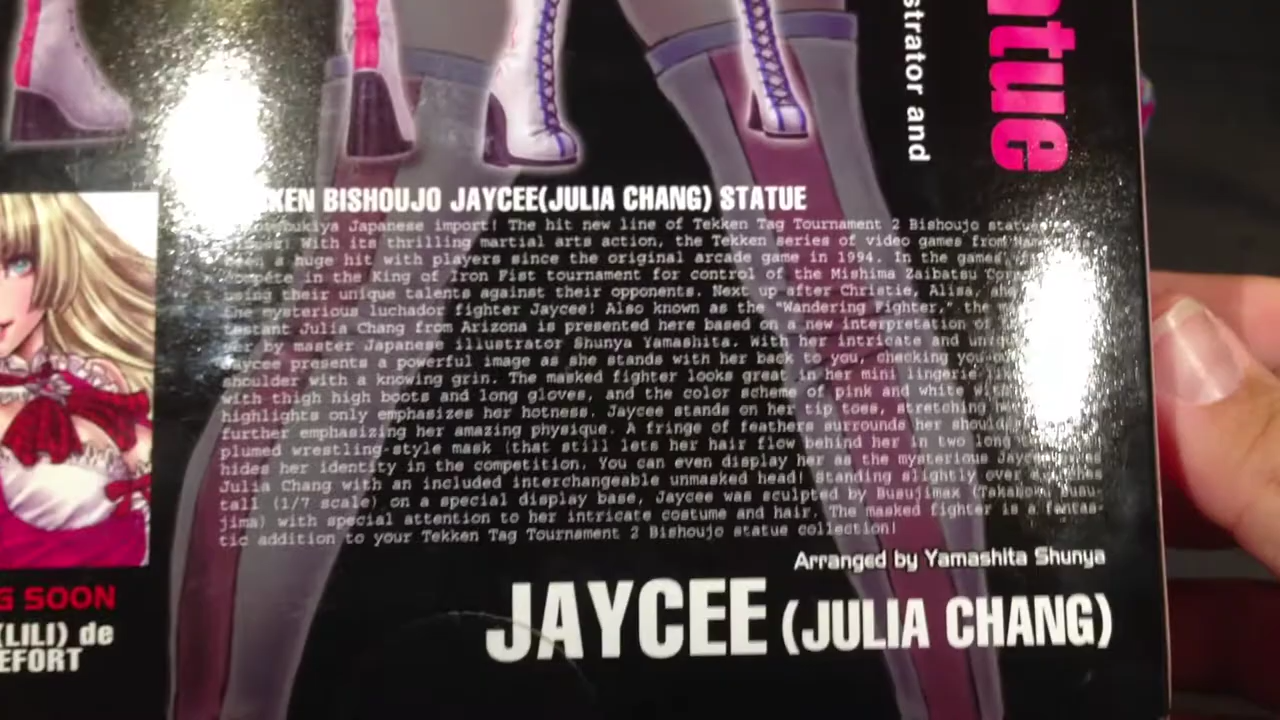 strator and
tue
KEN BISHOUJO JAYCEE(JULIA CHANG) STATUE
Japanese import! The hit new line of Tekken Tag Tournament 2 Bishoujo
With its thrilling martial arts action, the Tekken series of video games from
a huge hit with players since the original arcade game in 1994. In the games
compete in the King of Iron Fist tournament for control of the Mishima Zaibatsu
using their unique talents against their opponents. Next up after Christie, Alisa,
the mysterious luchador fighter Jaycee! Also known as the "Wandering Fighter," the
testant Julia Chang from Arizona is presented here based on a new interpretation of
her by master Japanese illustrator Shunya Yamashita. With her intricate and
Jaycee presents a powerful image as she stands with her back to you, checking you
shoulder with a knowing grin. The masked fighter looks great in her mini lingerie
with thigh high boots and long gloves, and the color scheme of pink and white with
highlights only emphasizes her hotness. Jaycee stands on her tip toes, stretching
further emphasizing her amazing physique. A fringe of feathers surrounds her
plumed wrestling-style mask (that still lets her hair flow behind her in two long
hides her identity in the competition. You can even display her as the mysterious
Julia Chang with an included interchangeable unmasked head! Standing slightly over
tall (1/7 scale) on a special display base, Jaycee was sculpted by Busujimax (Takahoki Busu
jima) with special attention to her intricate costume and hair. The masked fighter is a fantas-
tic addition to your Tekken Tag Tournament 2 Bishoujo statue collection!
Arranged by Yamashita Shunya
JAYCEE (JULIA CHANG)
G SOON
(LILI) de
EFORT